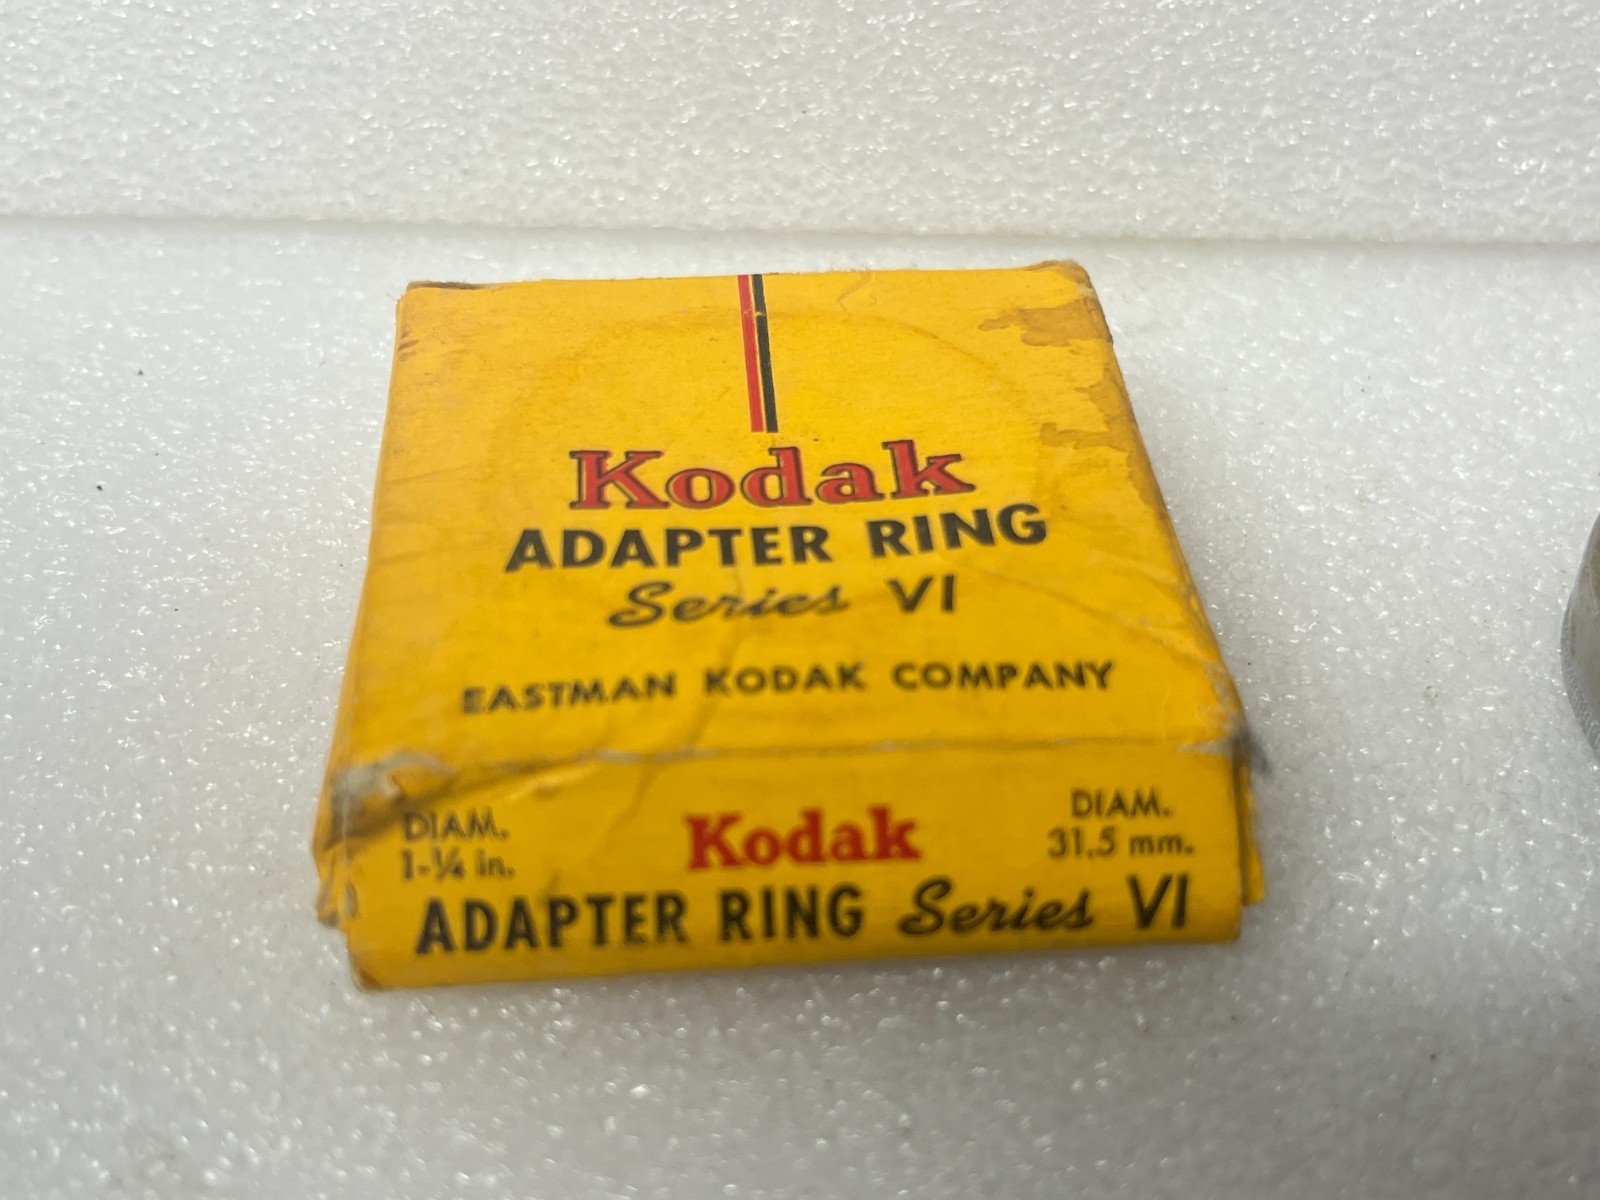 Kodak
ADAPTER RING
Series VI
EASTMAN KODAK COMPANY
DIAM.
1-¼ in.
Kodak
DIAM.
31.5 mm.
ADAPTER RING Series VI